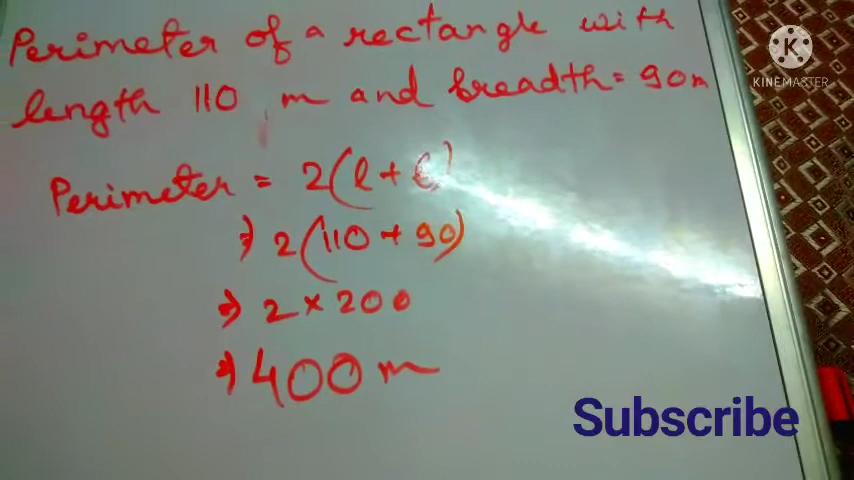 Perimeter of a rectangle with
length 110 m and breadth = 90m
Perimeter = 2(l +
⇒ 2(110 + 90)
⇒ 2 × 200
⇒ 400 m
K
KINEMASTER
Subscribe